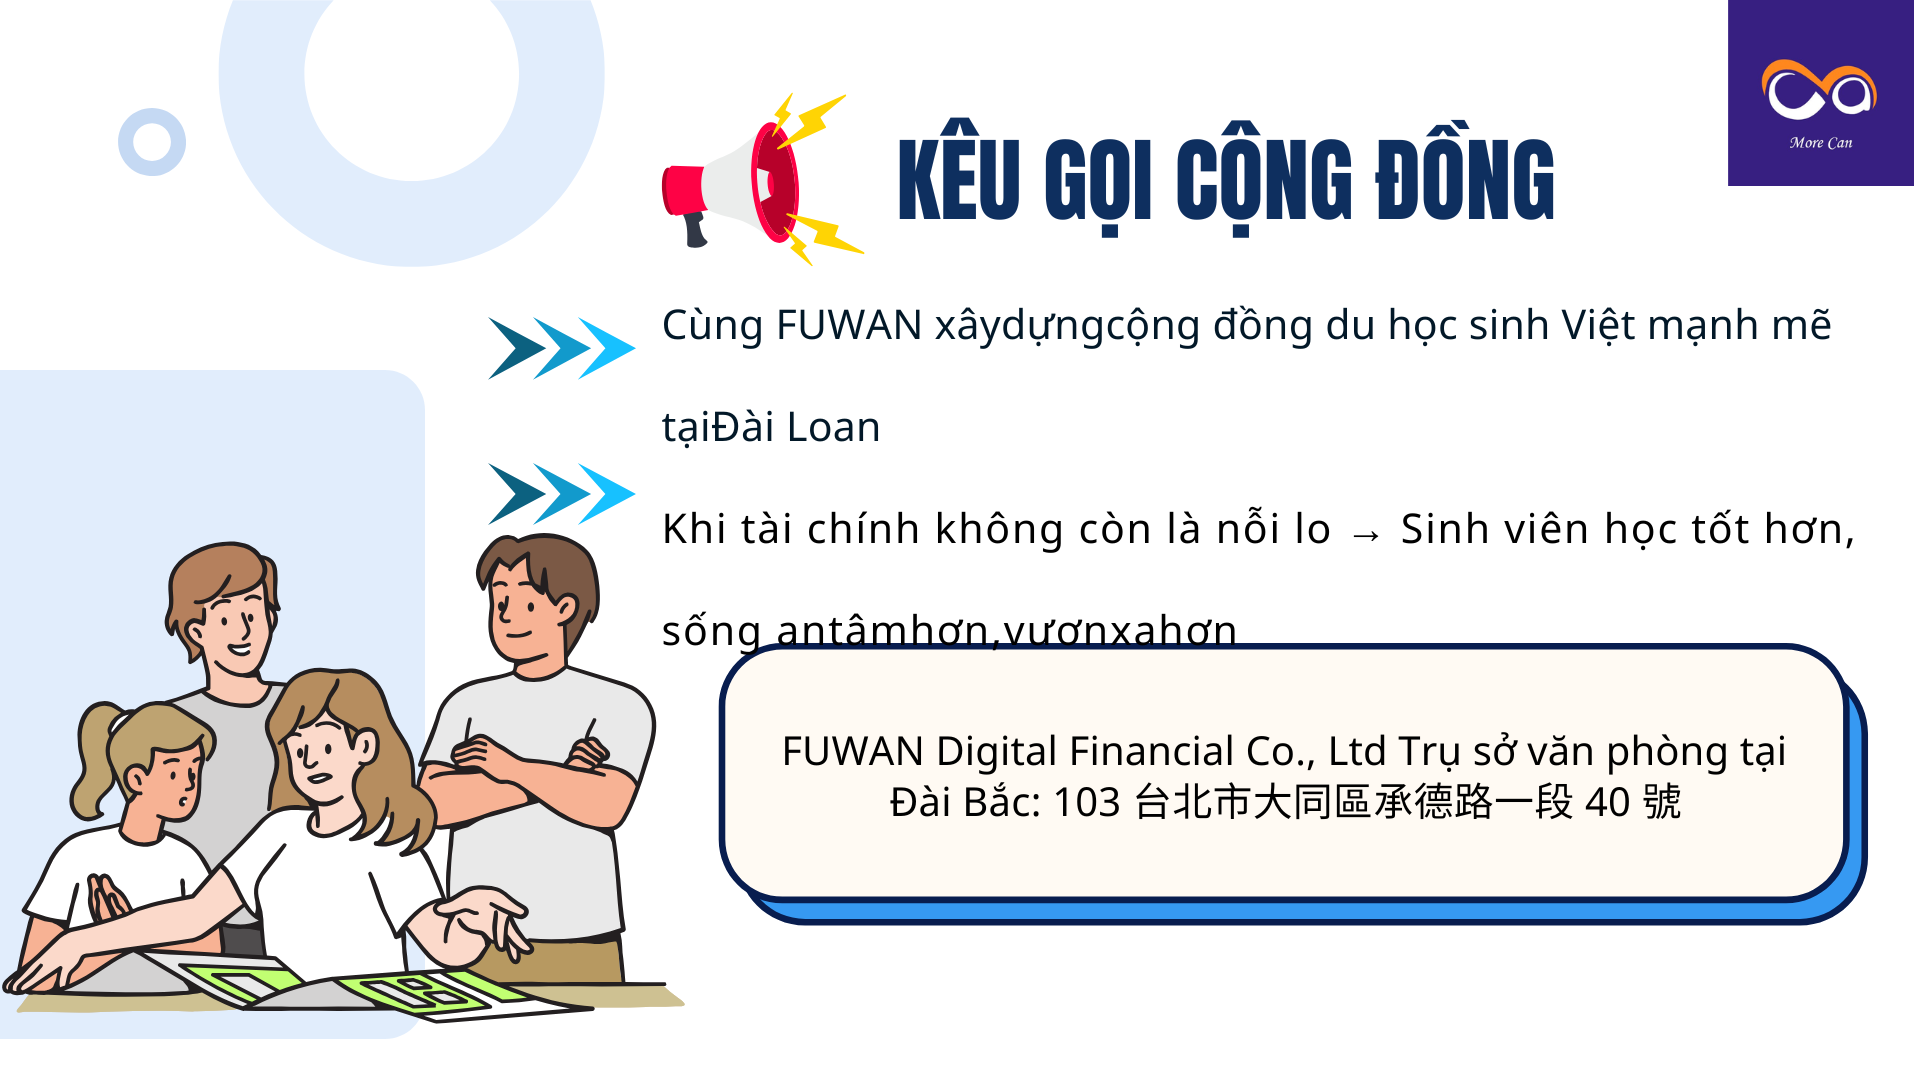 KÊU GỌI CỘNG ĐỒNG
More Can
Cùng FUWAN xâydựngcộng đồng du học sinh Việt mạnh mẽ
tạiĐài Loan
Khi tài chính không còn là nỗi lo → Sinh viên học tốt hơn,
sống antâmhơn,vươnxahơn
FUWAN Digital Financial Co., Ltd Trụ sở văn phòng tại
Đài Bắc: 103 台北市大同區承德路一段 40 號